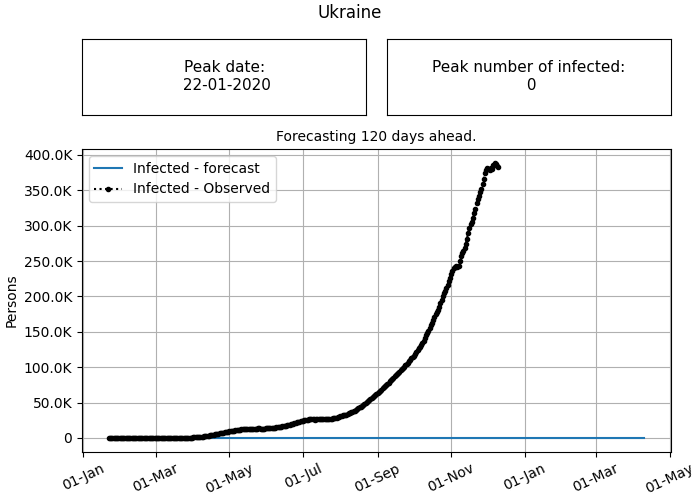 Ukraine
Peak date:
22-01-2020
Peak number of infected:
0
Forecasting 120 days ahead.
Infected - forecast
Infected - Observed
400.0K
350.0K
300.0K
250.0K
200.0K
150.0K
100.0K
50.0K
0
Persons
01-Jan
01-Mar
01-May
01-Jul
01-Sep
01-Nov
01-Jan
01-Mar
01-May